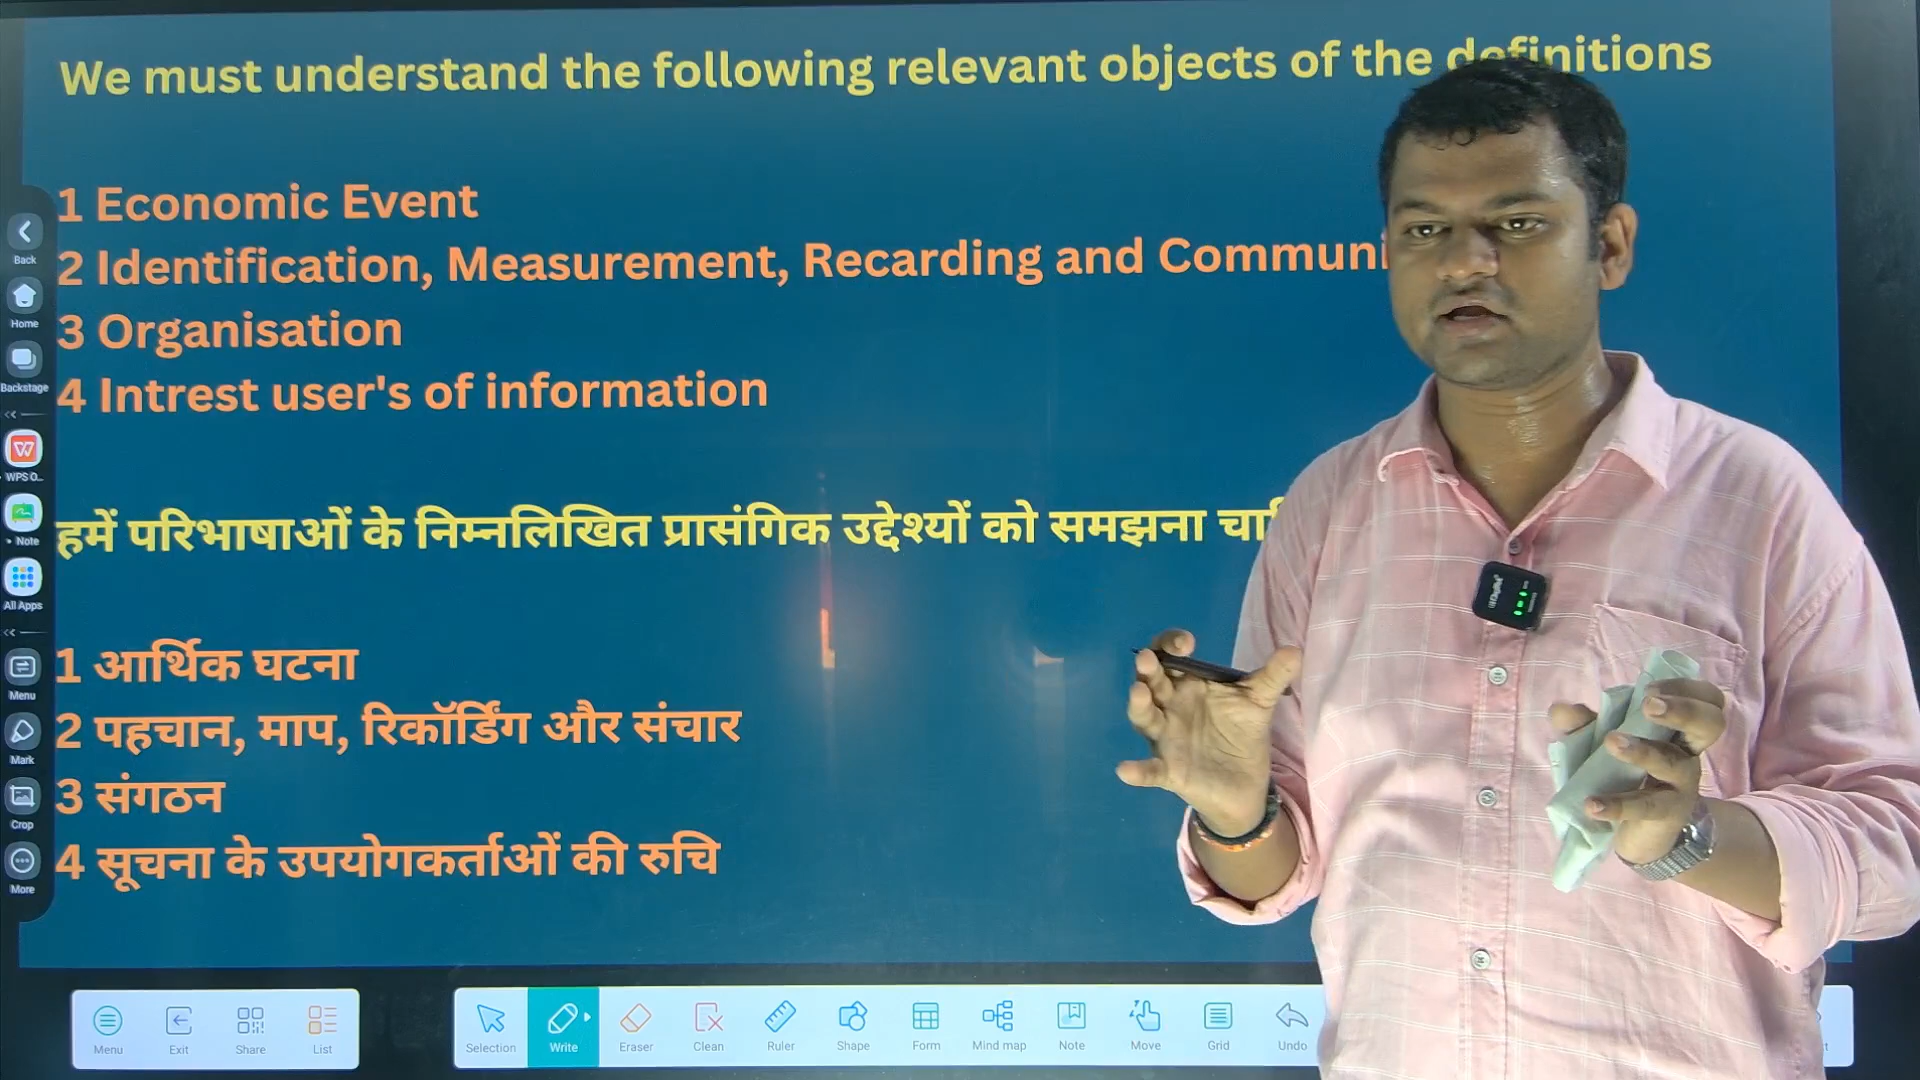 We must understand the following relevant objects of the definitions
1 Economic Event
2 Identification, Measurement, Recarding and Communi
3 Organisation
4 Intrest user's of information
हमें परिभाषाओं के निम्नलिखित प्रासंगिक उद्देश्यों को समझना
1 आर्थिक घटना
2 पहचान, माप, रिकॉर्डिंग और संचार
3 संगठन
4 सूचना के उपयोगकर्ताओं की रुचि
Back
Home
Backstage
WPS O...
Note
All Apps
Menu
Mark
Crop
More
Menu Exit Share List
Selection Write Eraser Clean Ruler Shape Form Mind map Note Move Grid Undo